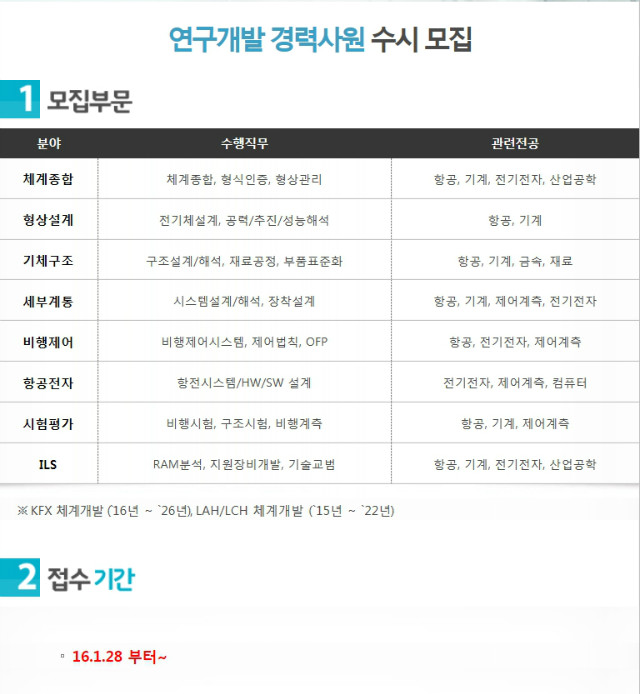 연구개발 경력사원 수시 모집
1 모집부문
분야 수행직무 관련전공
체계종합 체계종합, 형식인증, 형상관리 항공, 기계, 전기전자, 산업공학
형상설계 전기체설계, 공력/추진/성능해석 항공, 기계
기체구조 구조설계/해석, 재료공정, 부품표준화 항공, 기계, 금속, 재료
세부계통 시스템설계/해석, 장착설계 항공, 기계, 제어계측, 전기전자
비행제어 비행제어시스템, 제어법칙, OFP 항공, 전기전자, 제어계측
항공전자 항전시스템/HW/SW 설계 전기전자, 제어계측, 컴퓨터
시험평가 비행시험, 구조시험, 비행계측 항공, 기계, 제어계측
ILS RAM분석, 지원장비개발, 기술교범 항공, 기계, 전기전자, 산업공학
※ KFX 체계개발 (`16년 ~ `26년), LAH/LCH 체계개발 (`15년 ~ `22년)
2 접수 기간
▫ 16.1.28 부터~